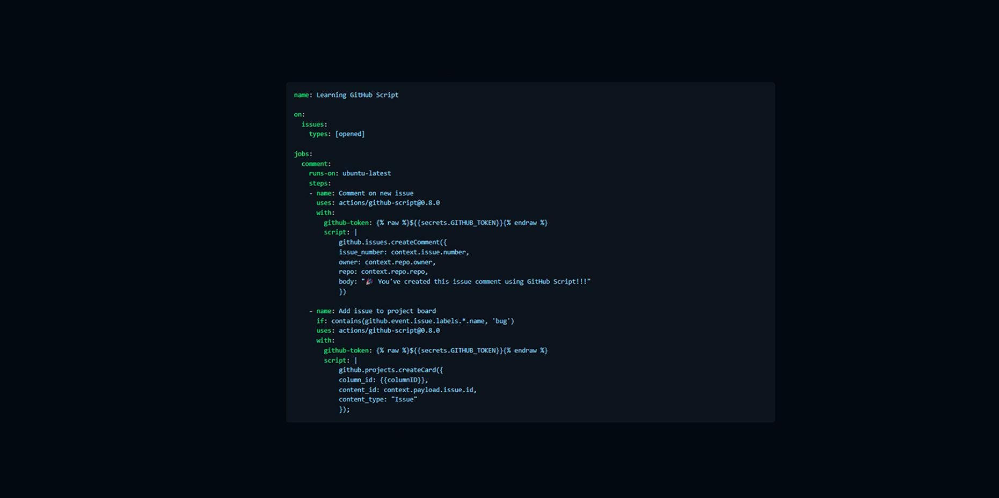 name: Learning GitHub Script

on:
  issues:
    types: [opened]

jobs:
  comment:
    runs-on: ubuntu-latest
    steps:
    - name: Comment on new issue
      uses: actions/github-script@0.8.0
      with:
        github-token: {% raw %}${{secrets.GITHUB_TOKEN}}{% endraw %}
        script: |
            github.issues.createComment({
            issue_number: context.issue.number,
            owner: context.repo.owner,
            repo: context.repo.repo,
            body: "🎉 You've created this issue comment using GitHub Script!!!"
            })

    - name: Add issue to project board
      if: contains(github.event.issue.labels.*.name, 'bug')
      uses: actions/github-script@0.8.0
      with:
        github-token: {% raw %}${{secrets.GITHUB_TOKEN}}{% endraw %}
        script: |
            github.projects.createCard({
            column_id: {{columnID}},
            content_id: context.payload.issue.id,
            content_type: "Issue"
            });